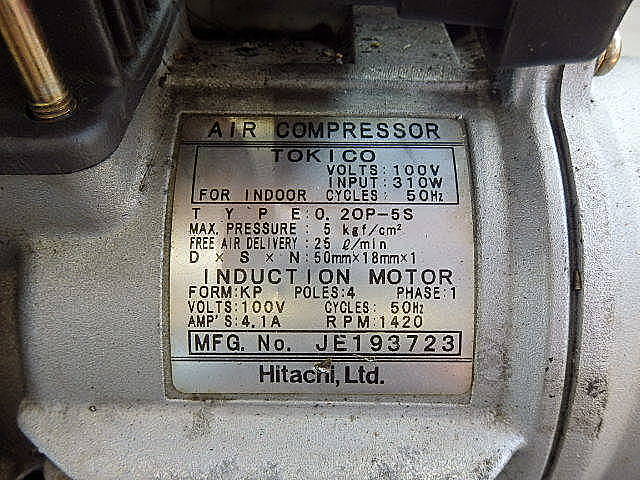 AIR COMPRESSOR
TOKICO
VOLTS:100V
INPUT:310W
FOR INDOOR CYCLES: 50Hz
TYPE:0.2OP-5S
MAX. PRESSURE : 5 kgf/cm²
FREE AIR DELIVERY : 25 ℓ/min
D × S × N : 50mm×18mm×1
INDUCTION MOTOR
FORM:KP POLES:4 PHASE:1
VOLTS:100V CYCLES: 50Hz
AMP'S:4.1A RPM:1420
MFG. No. JE193723
Hitachi, Ltd.